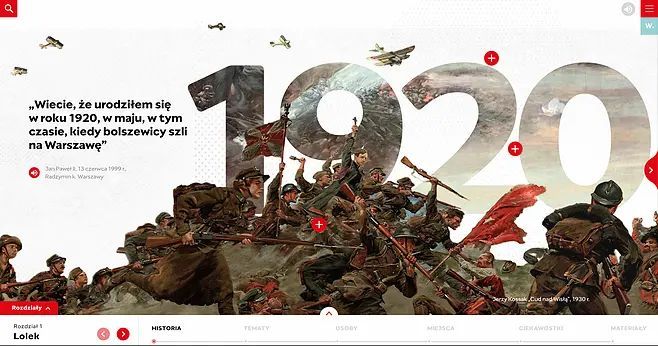 W.
1920
„Wiecie, że urodziłem się
w roku 1920, w maju, w tym
czasie, kiedy bolszewicy szli
na Warszawę”
Jan Paweł II, 13 czerwca 1999 r.,
Radzymin k. Warszawy
Jerzy Kossak „Cud nad Wisłą”, 1930 r.
Rozdziały
Rozdział 1
Lolek
HISTORIA
TEMATY
OSOBY
MIEJSCA
CIEKAWOSTKI
MATERIAŁY